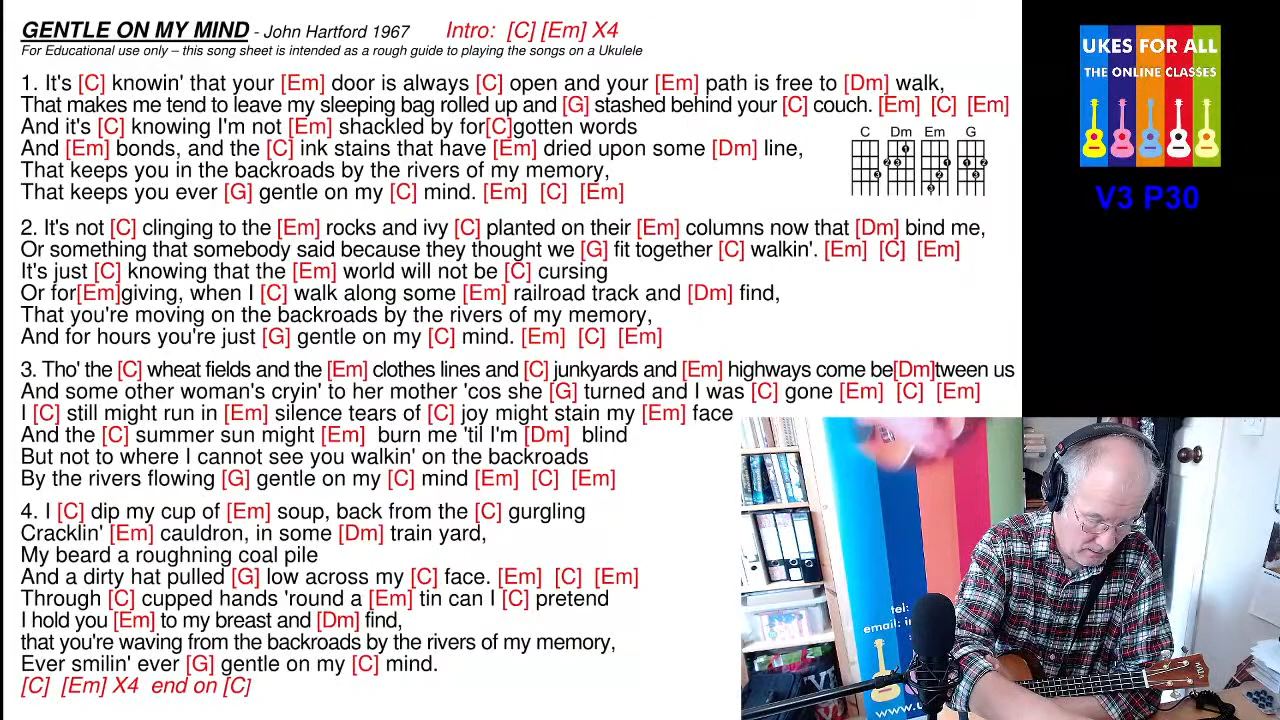 GENTLE ON MY MIND - John Hartford 1967 Intro: [C] [Em] X4
For Educational use only – this song sheet is intended as a rough guide to playing the songs on a Ukulele
1. It's [C] knowin' that your [Em] door is always [C] open and your [Em] path is free to [Dm] walk,
That makes me tend to leave my sleeping bag rolled up and [G] stashed behind your [C] couch. [Em] [C] [Em]
And it's [C] knowing I'm not [Em] shackled by for[C]gotten words
And [Em] bonds, and the [C] ink stains that have [Em] dried upon some [Dm] line,
That keeps you in the backroads by the rivers of my memory,
That keeps you ever [G] gentle on my [C] mind. [Em] [C] [Em]
C Dm Em G
2. It's not [C] clinging to the [Em] rocks and ivy [C] planted on their [Em] columns now that [Dm] bind me,
Or something that somebody said because they thought we [G] fit together [C] walkin'. [Em] [C] [Em]
It's just [C] knowing that the [Em] world will not be [C] cursing
Or for[Em]giving, when I [C] walk along some [Em] railroad track and [Dm] find,
That you're moving on the backroads by the rivers of my memory,
And for hours you're just [G] gentle on my [C] mind. [Em] [C] [Em]
3. Tho' the [C] wheat fields and the [Em] clothes lines and [C] junkyards and [Em] highways come be[Dm]tween us
And some other woman's cryin' to her mother 'cos she [G] turned and I was [C] gone [Em] [C] [Em]
I [C] still might run in [Em] silence tears of [C] joy might stain my [Em] face
And the [C] summer sun might [Em] burn me 'til I'm [Dm] blind
But not to where I cannot see you walkin' on the backroads
By the rivers flowing [G] gentle on my [C] mind [Em] [C] [Em]
4. I [C] dip my cup of [Em] soup, back from the [C] gurgling
Cracklin' [Em] cauldron, in some [Dm] train yard,
My beard a roughning coal pile
And a dirty hat pulled [G] low across my [C] face. [Em] [C] [Em]
Through [C] cupped hands 'round a [Em] tin can I [C] pretend
I hold you [Em] to my breast and [Dm] find,
that you're waving from the backroads by the rivers of my memory,
Ever smilin' ever [G] gentle on my [C] mind.
[C] [Em] X4 end on [C]
UKES FOR ALL
THE ONLINE CLASSES
V3 P30
tel:
email:
www.